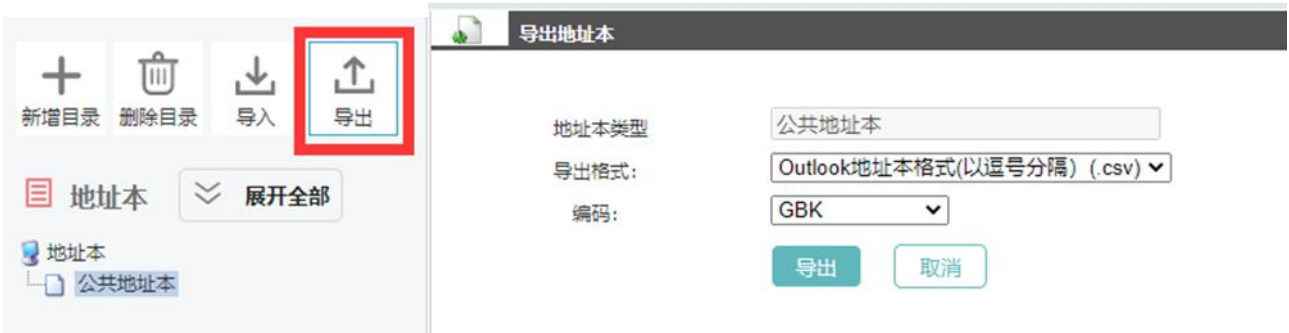 新增目录 删除目录 导入 导出
地址本 展开全部
地址本
公共地址本
导出地址本
地址本类型 公共地址本
导出格式: Outlook地址本格式(以逗号分隔）(.csv)
编码: GBK
导出 取消